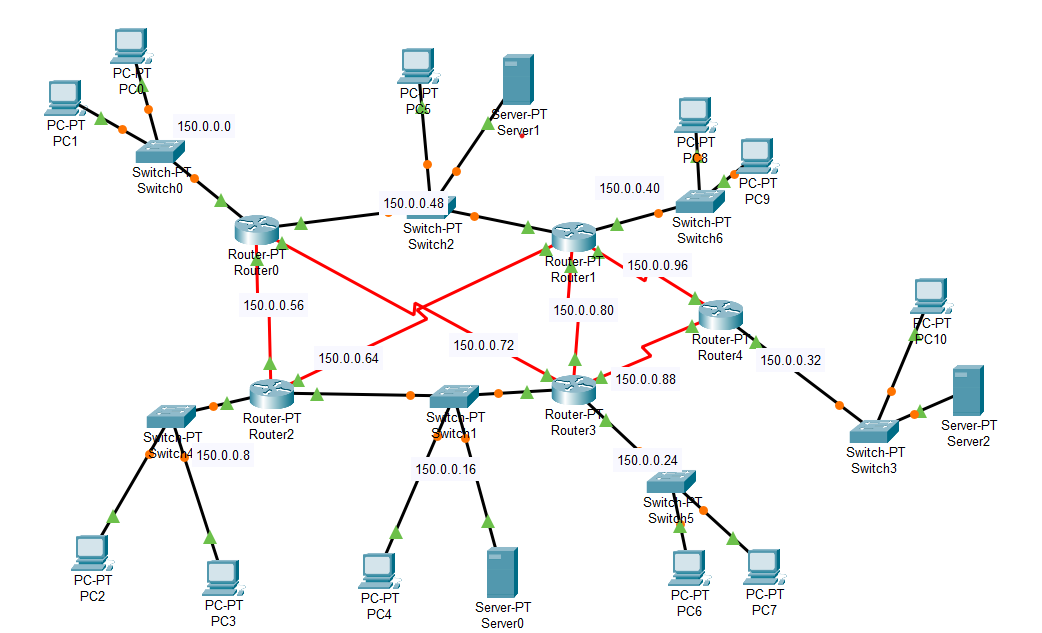 PC-PT
PC0
PC-PT
PC1
150.0.0.0
Switch-PT
Switch0
PC-PT
PC5
Server-PT
Server1
PC-PT
PC8
PC-PT
PC9
150.0.0.40
150.0.0.48
Switch-PT
Switch2
Switch-PT
Switch6
Router-PT
Router0
Router-PT
Router1
150.0.0.96
150.0.0.56
150.0.0.80
Router-PT
Router4
PC-PT
PC10
150.0.0.64
150.0.0.72
150.0.0.32
150.0.0.88
Router-PT
Router2
Switch-PT
Switch1
Router-PT
Router3
Switch-PT
Switch4
150.0.0.8
150.0.0.16
150.0.0.24
Server-PT
Server2
Switch-PT
Switch3
Switch-PT
Switch5
PC-PT
PC2
PC-PT
PC3
PC-PT
PC4
Server-PT
Server0
PC-PT
PC6
PC-PT
PC7